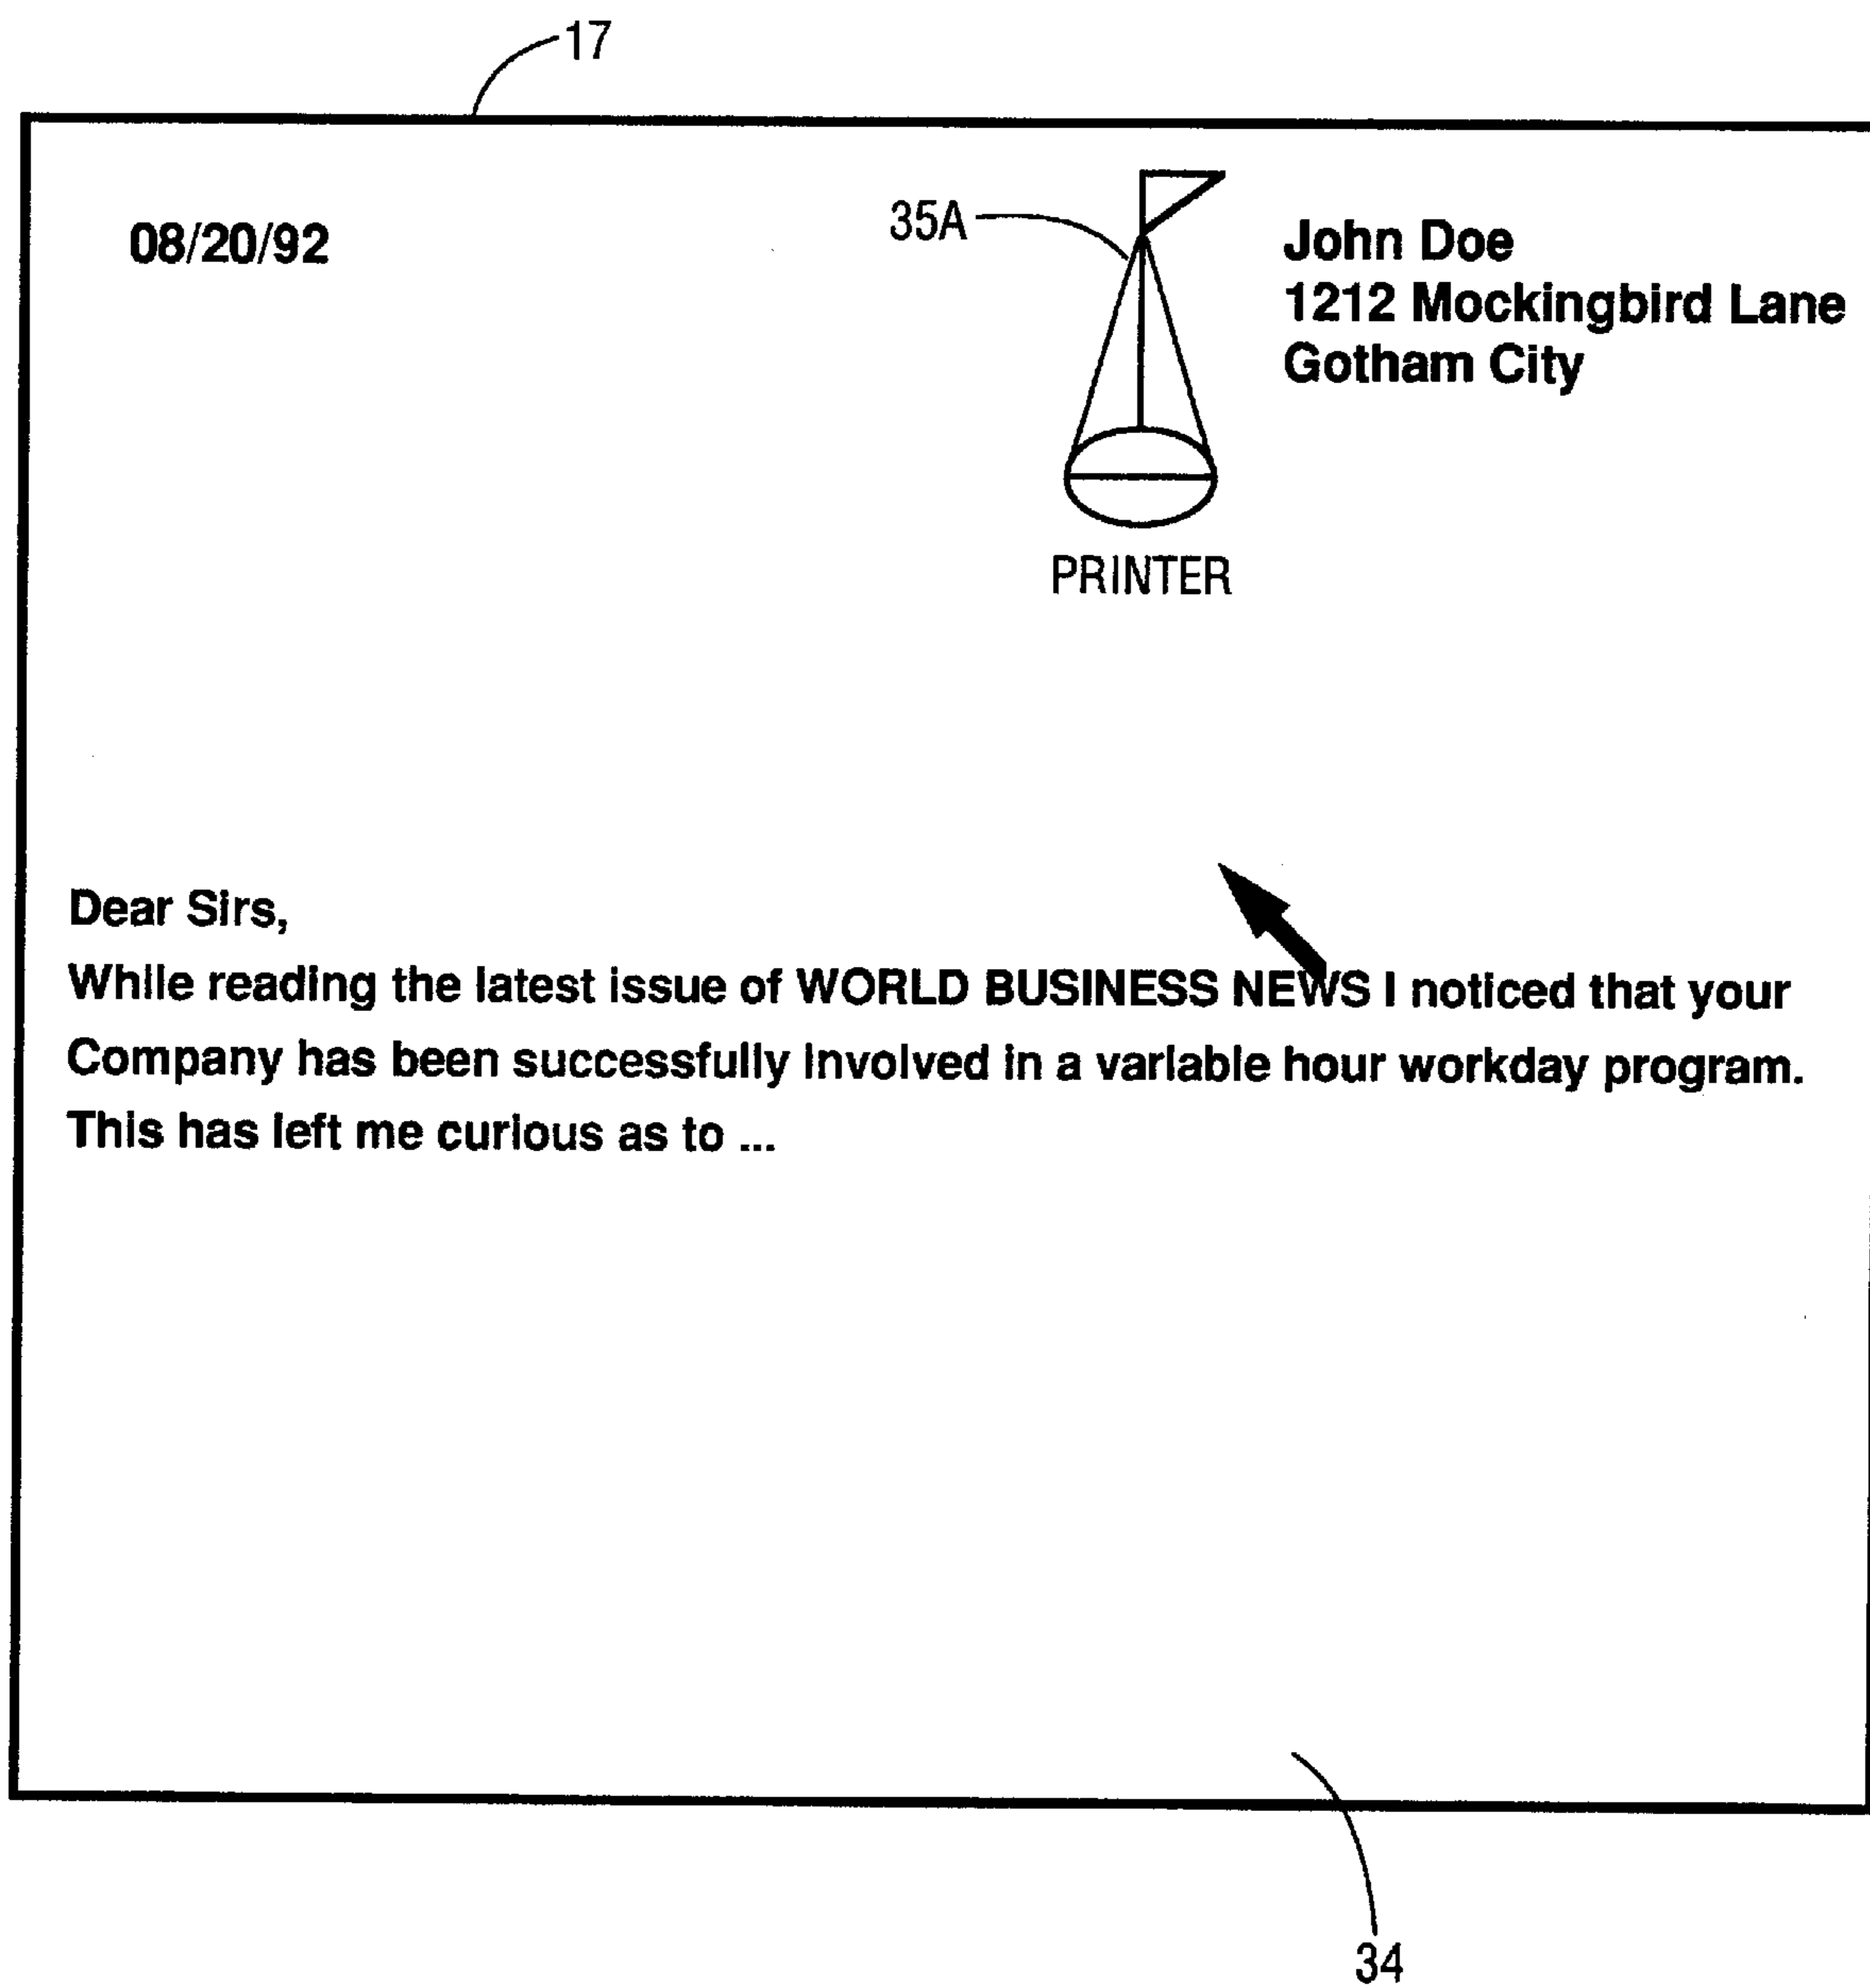 17
08/20/92
35A
John Doe
1212 Mockingbird Lane
Gotham City
PRINTER
Dear Sirs,
While reading the latest issue of WORLD BUSINESS NEWS I noticed that your
Company has been successfully involved in a variable hour workday program.
This has left me curious as to ...
34